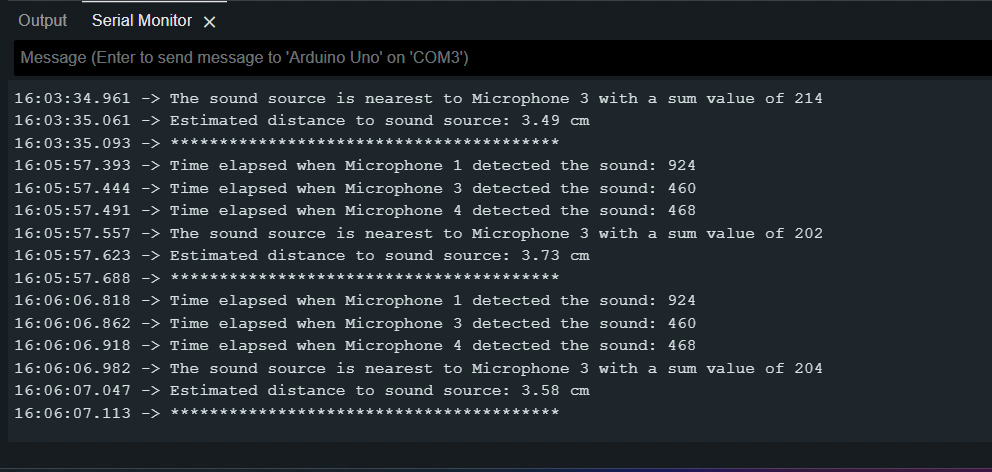 Output
Serial Monitor
Message (Enter to send message to 'Arduino Uno' on 'COM3')
16:03:34.961 -> The sound source is nearest to Microphone 3 with a sum value of 214
16:03:35.061 -> Estimated distance to sound source: 3.49 cm
16:03:35.093 -> ****************************************
16:05:57.393 -> Time elapsed when Microphone 1 detected the sound: 924
16:05:57.444 -> Time elapsed when Microphone 3 detected the sound: 460
16:05:57.491 -> Time elapsed when Microphone 4 detected the sound: 468
16:05:57.557 -> The sound source is nearest to Microphone 3 with a sum value of 202
16:05:57.623 -> Estimated distance to sound source: 3.73 cm
16:05:57.688 -> ****************************************
16:06:06.818 -> Time elapsed when Microphone 1 detected the sound: 924
16:06:06.862 -> Time elapsed when Microphone 3 detected the sound: 460
16:06:06.918 -> Time elapsed when Microphone 4 detected the sound: 468
16:06:06.982 -> The sound source is nearest to Microphone 3 with a sum value of 204
16:06:07.047 -> Estimated distance to sound source: 3.58 cm
16:06:07.113 -> ****************************************